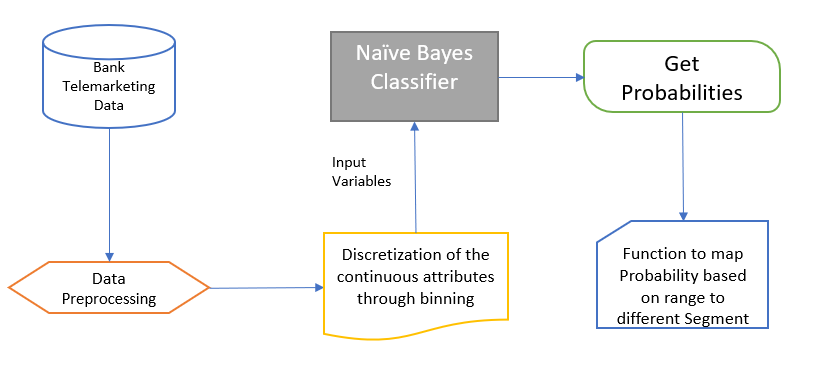 Bank
Telemarketing
Data
Data
Preprocessing
Discretization of the
continuous attributes
through binning
Input
Variables
Naïve Bayes
Classifier
Get
Probabilities
Function to map
Probability based
on range to
different Segment